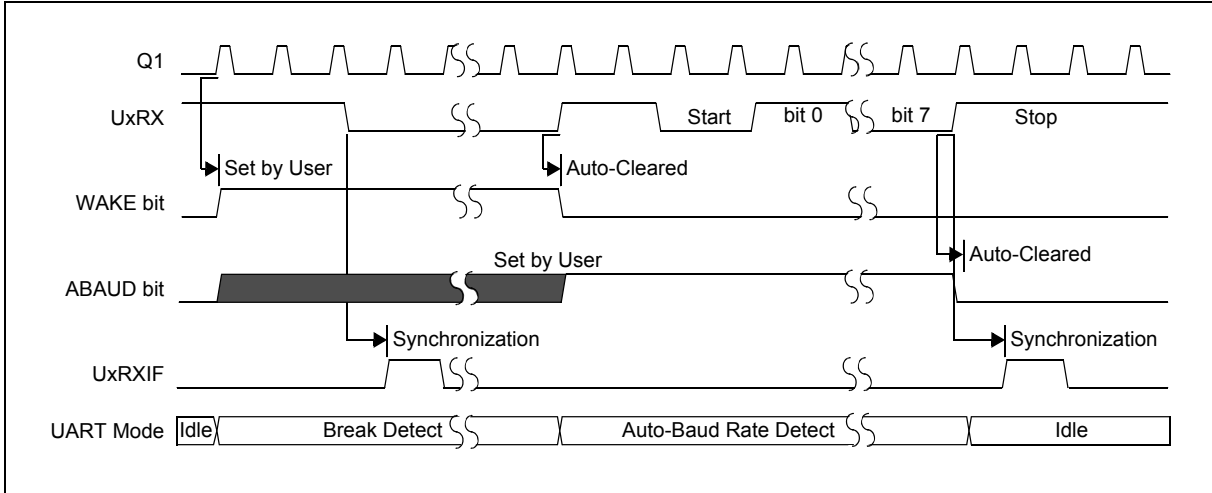 Q1
UxRX
Start
bit 0
bit 7
Stop
Set by User
Auto-Cleared
WAKE bit
Auto-Cleared
Set by User
ABAUD bit
Synchronization
Synchronization
UxRXIF
UART Mode
Idle
Break Detect
Auto-Baud Rate Detect
Idle